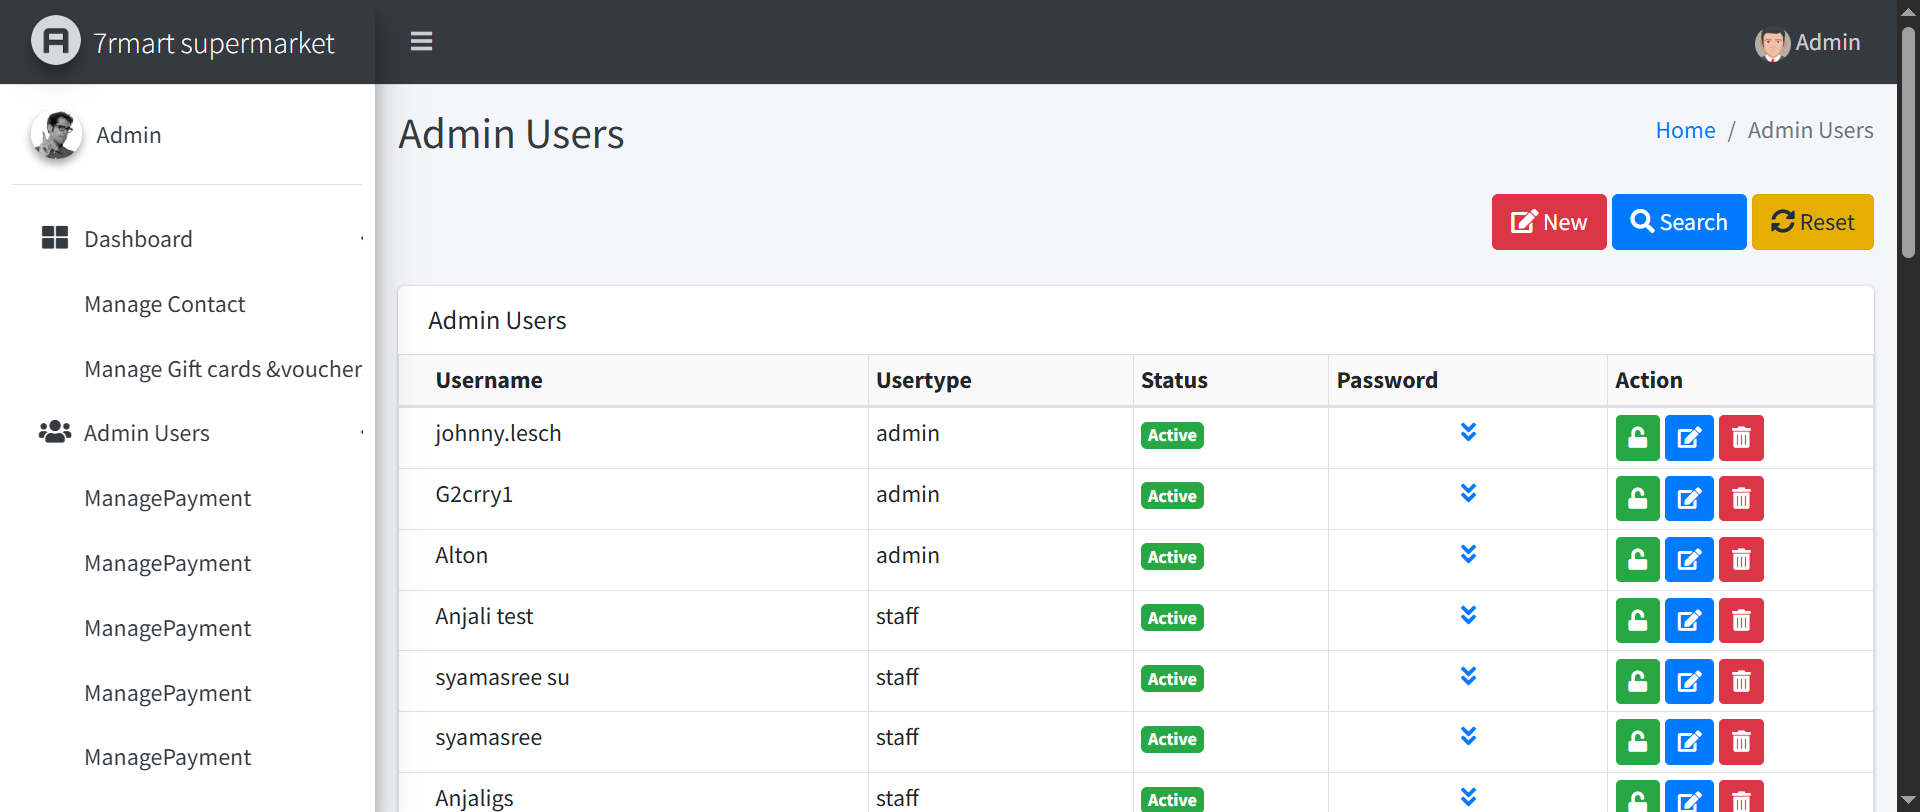 7rmart supermarket
Admin
Admin
Dashboard
Manage Contact
Manage Gift cards &voucher
Admin Users
ManagePayment
ManagePayment
ManagePayment
ManagePayment
ManagePayment
Admin Users
Home / Admin Users
New Search Reset
Admin Users
Username Usertype Status Password Action
johnny.lesch admin Active
G2crry1 admin Active
Alton admin Active
Anjali test staff Active
syamasree su staff Active
syamasree staff Active
Anjaligs staff Active